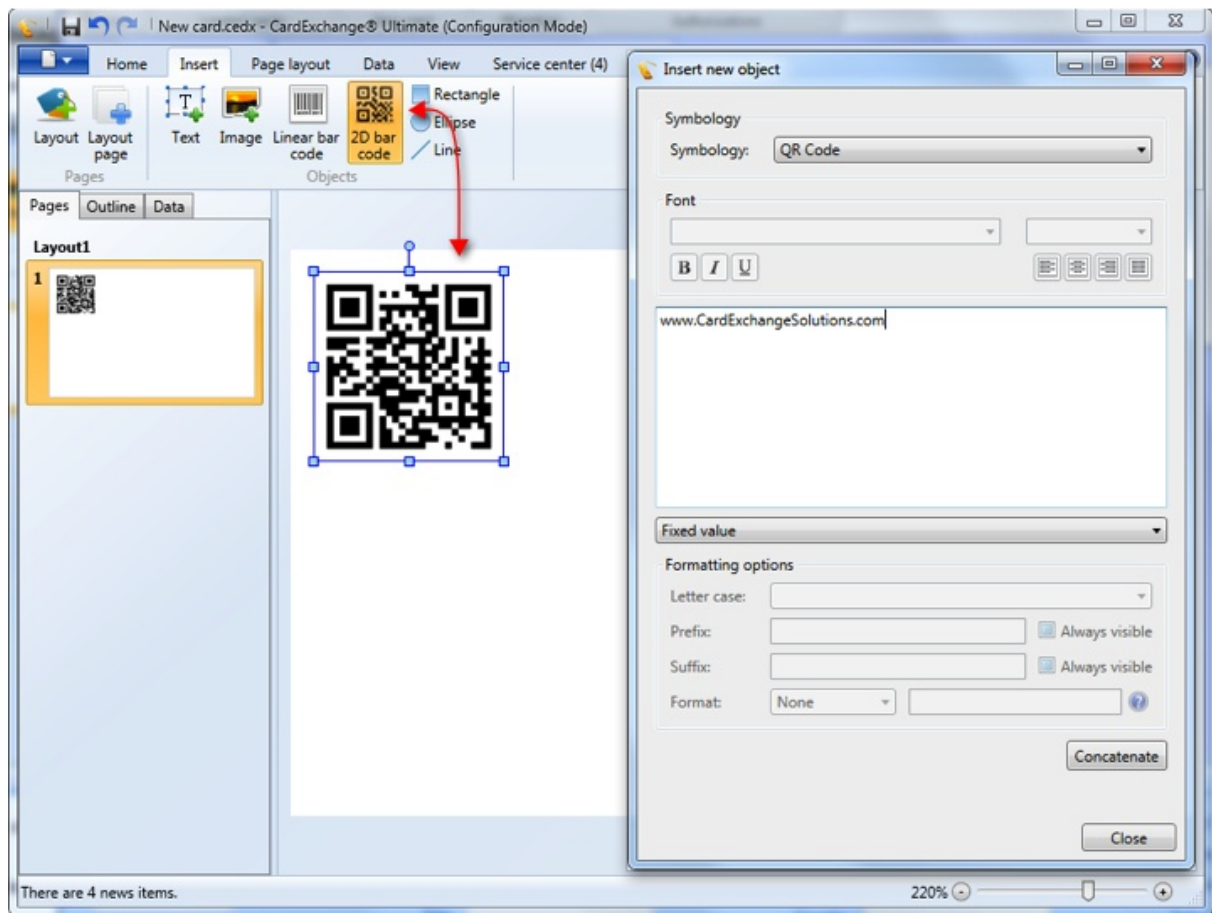 New card.cedx - CardExchange® Ultimate (Configuration Mode)
Home Insert Page layout Data View Service center (4)
Layout
Layout page
Text
Image
Linear bar code
2D bar code
Rectangle
Ellipse
Line
Pages
Objects
Pages Outline Data
Layout1
1
Insert new object
Symbology
Symbology: QR Code
Font
B I U
www.CardExchangeSolutions.com
Fixed value
Formatting options
Letter case:
Prefix: Always visible
Suffix: Always visible
Format: None
Concatenate
Close
There are 4 news items.
220%